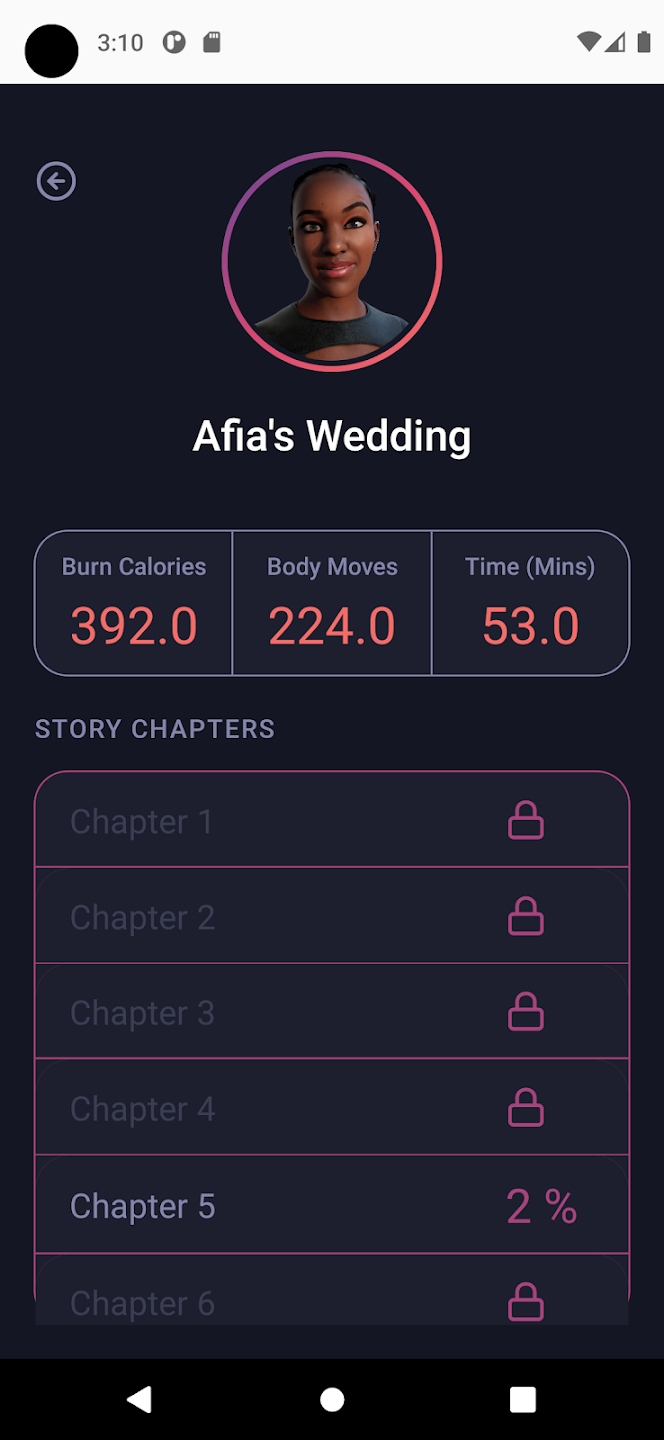 3:10
Afia's Wedding
Burn Calories Body Moves Time (Mins)
392.0 224.0 53.0
STORY CHAPTERS
Chapter 1
Chapter 2
Chapter 3
Chapter 4
Chapter 5 2 %
Chapter 6